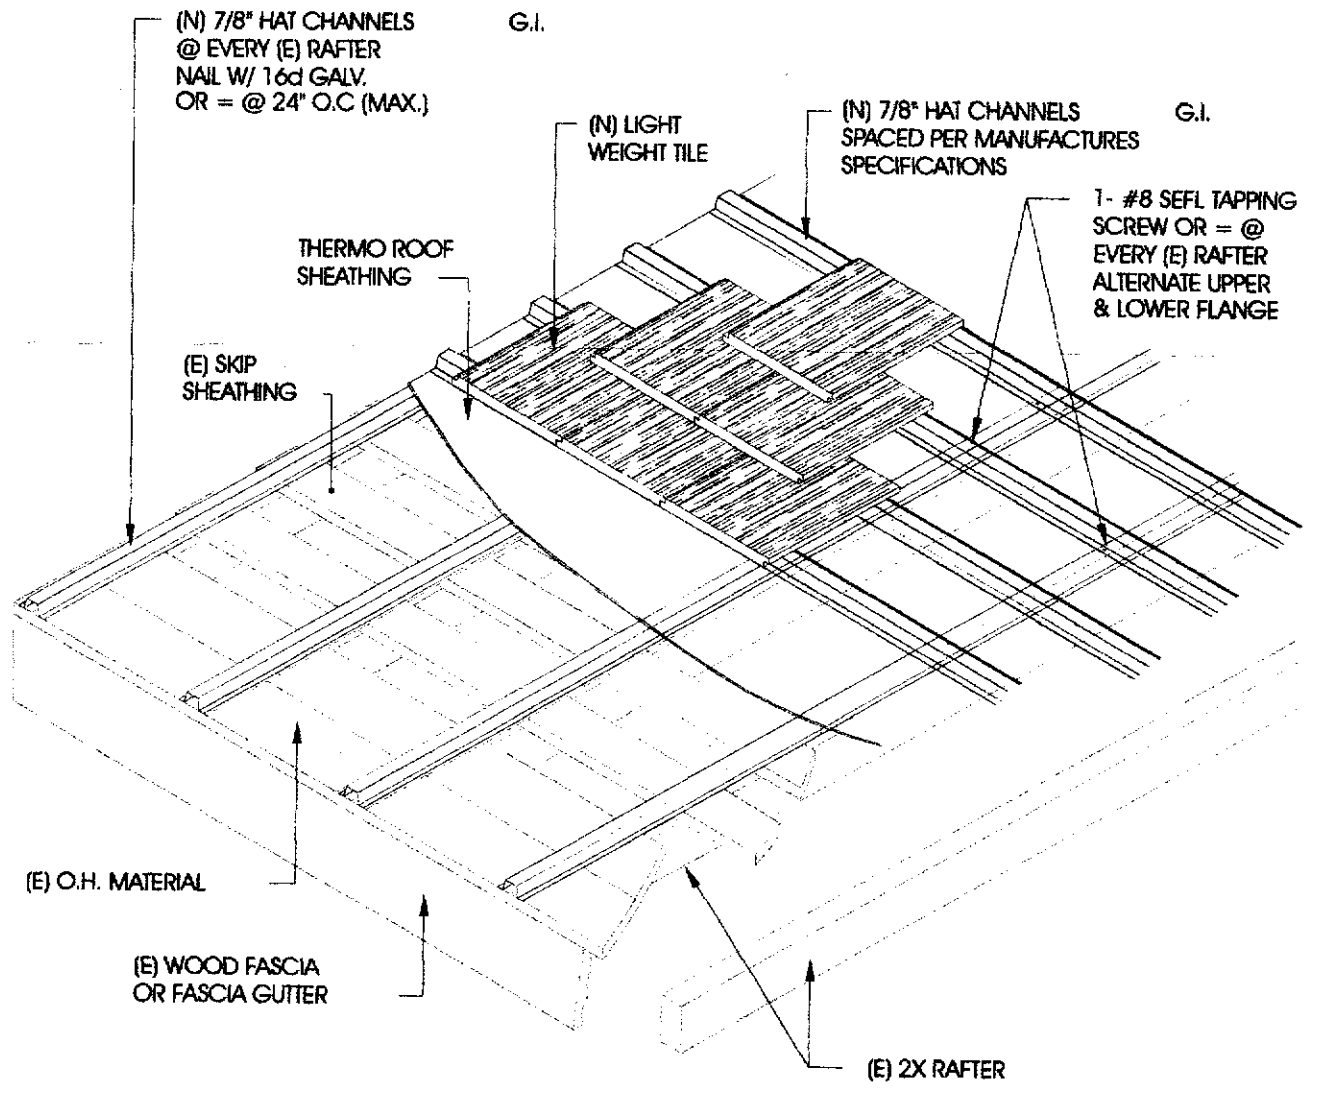 (N) 7/8" HAT CHANNELS G.I.
@ EVERY (E) RAFTER
NAIL W/ 16d GALV.
OR = @ 24" O.C (MAX.)
(N) LIGHT
WEIGHT TILE
(N) 7/8" HAT CHANNELS G.I.
SPACED PER MANUFACTURES
SPECIFICATIONS
1- #8 SEFL TAPPING
SCREW OR = @
EVERY (E) RAFTER
ALTERNATE UPPER
& LOWER FLANGE
THERMO ROOF
SHEATHING
(E) SKIP
SHEATHING
(E) O.H. MATERIAL
(E) WOOD FASCIA
OR FASCIA GUTTER
(E) 2X RAFTER